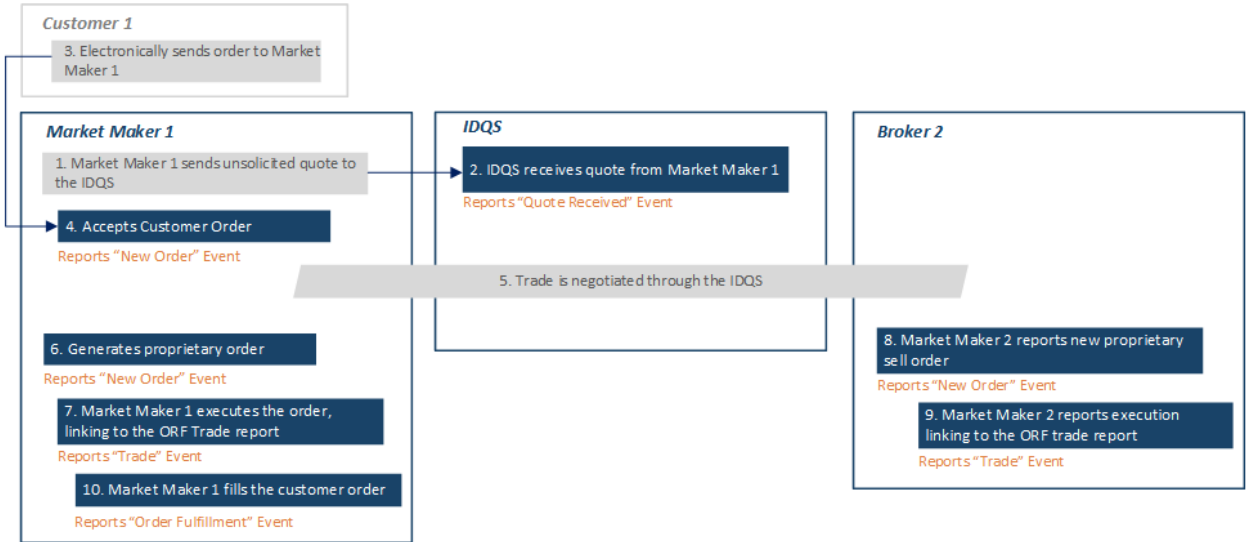 Customer 1
3. Electronically sends order to Market
Maker 1
Market Maker 1
1. Market Maker 1 sends unsolicited quote to
the IDQS
4. Accepts Customer Order
Reports "New Order" Event
IDQS
2. IDQS receives quote from Market Maker 1
Reports "Quote Received" Event
Broker 2
5. Trade is negotiated through the IDQS
6. Generates proprietary order
Reports "New Order" Event
7. Market Maker 1 executes the order,
linking to the ORF Trade report
Reports "Trade" Event
10. Market Maker 1 fills the customer order
Reports "Order Fulfillment" Event
8. Market Maker 2 reports new proprietary
sell order
Reports "New Order" Event
9. Market Maker 2 reports execution
linking to the ORF trade report
Reports "Trade" Event